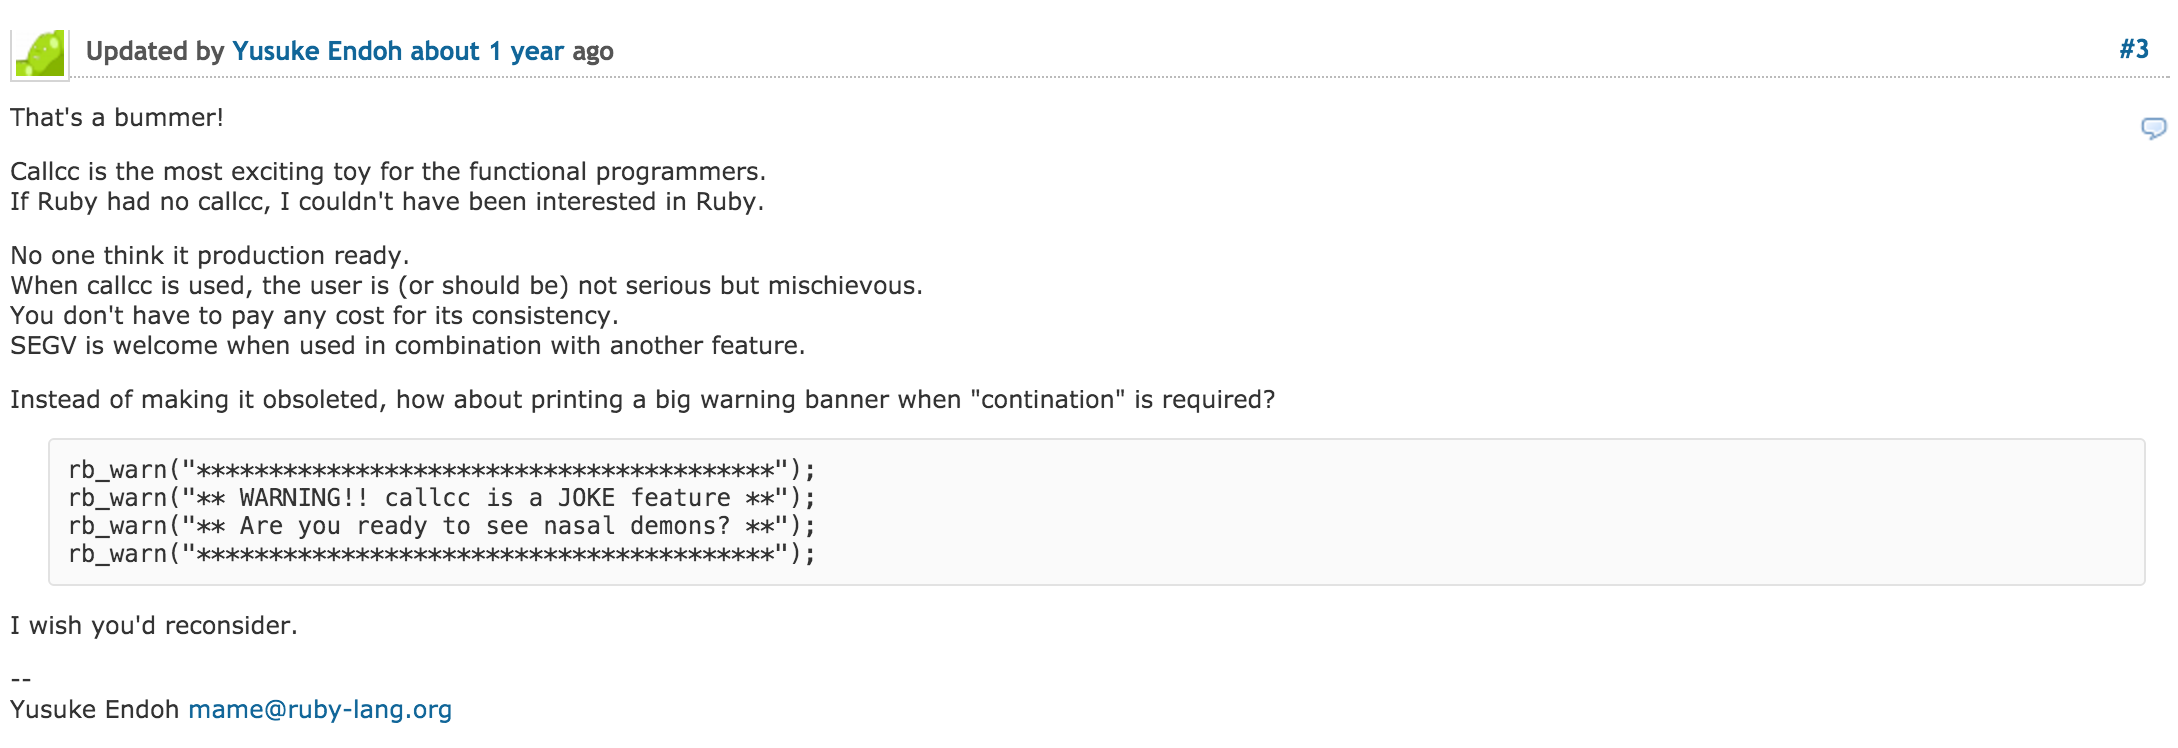 Updated by Yusuke Endoh about 1 year ago
#3
That's a bummer!
Callcc is the most exciting toy for the functional programmers.
If Ruby had no callcc, I couldn't have been interested in Ruby.
No one think it production ready.
When callcc is used, the user is (or should be) not serious but mischievous.
You don't have to pay any cost for its consistency.
SEGV is welcome when used in combination with another feature.
Instead of making it obsoleted, how about printing a big warning banner when "contination" is required?
rb_warn("****************************************");
rb_warn("** WARNING!! callcc is a JOKE feature **");
rb_warn("** Are you ready to see nasal demons? **");
rb_warn("****************************************");
I wish you'd reconsider.
--
Yusuke Endoh mame@ruby-lang.org